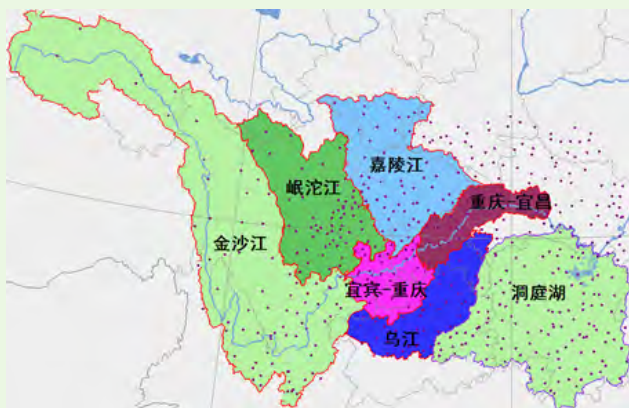 嘉陵江
岷沱江
重庆-宜昌
金沙江
宜宾-重庆
洞庭湖
乌江